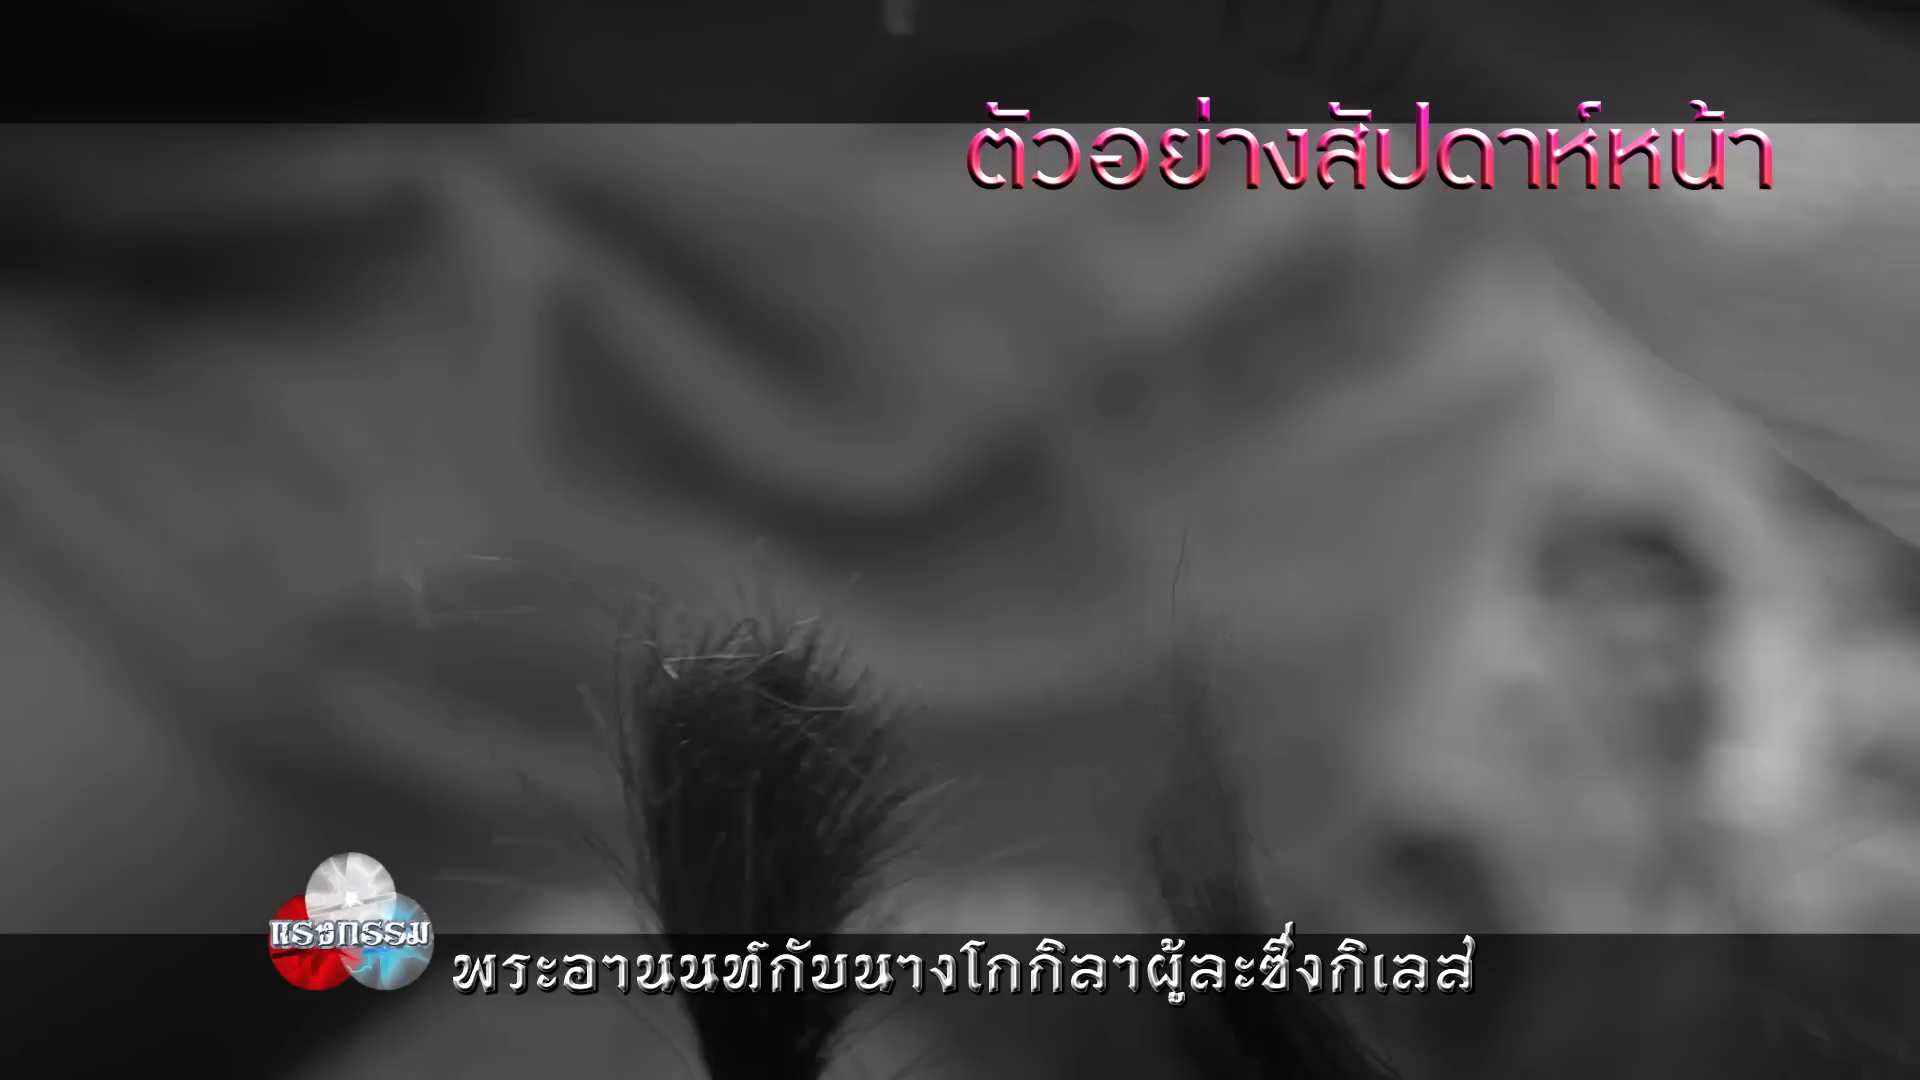 ตัวอย่างสัปดาห์หน้า
แรงกรรม
พระอานนท์กับนางโกกิลาผู้ละซึ่งกิเลส